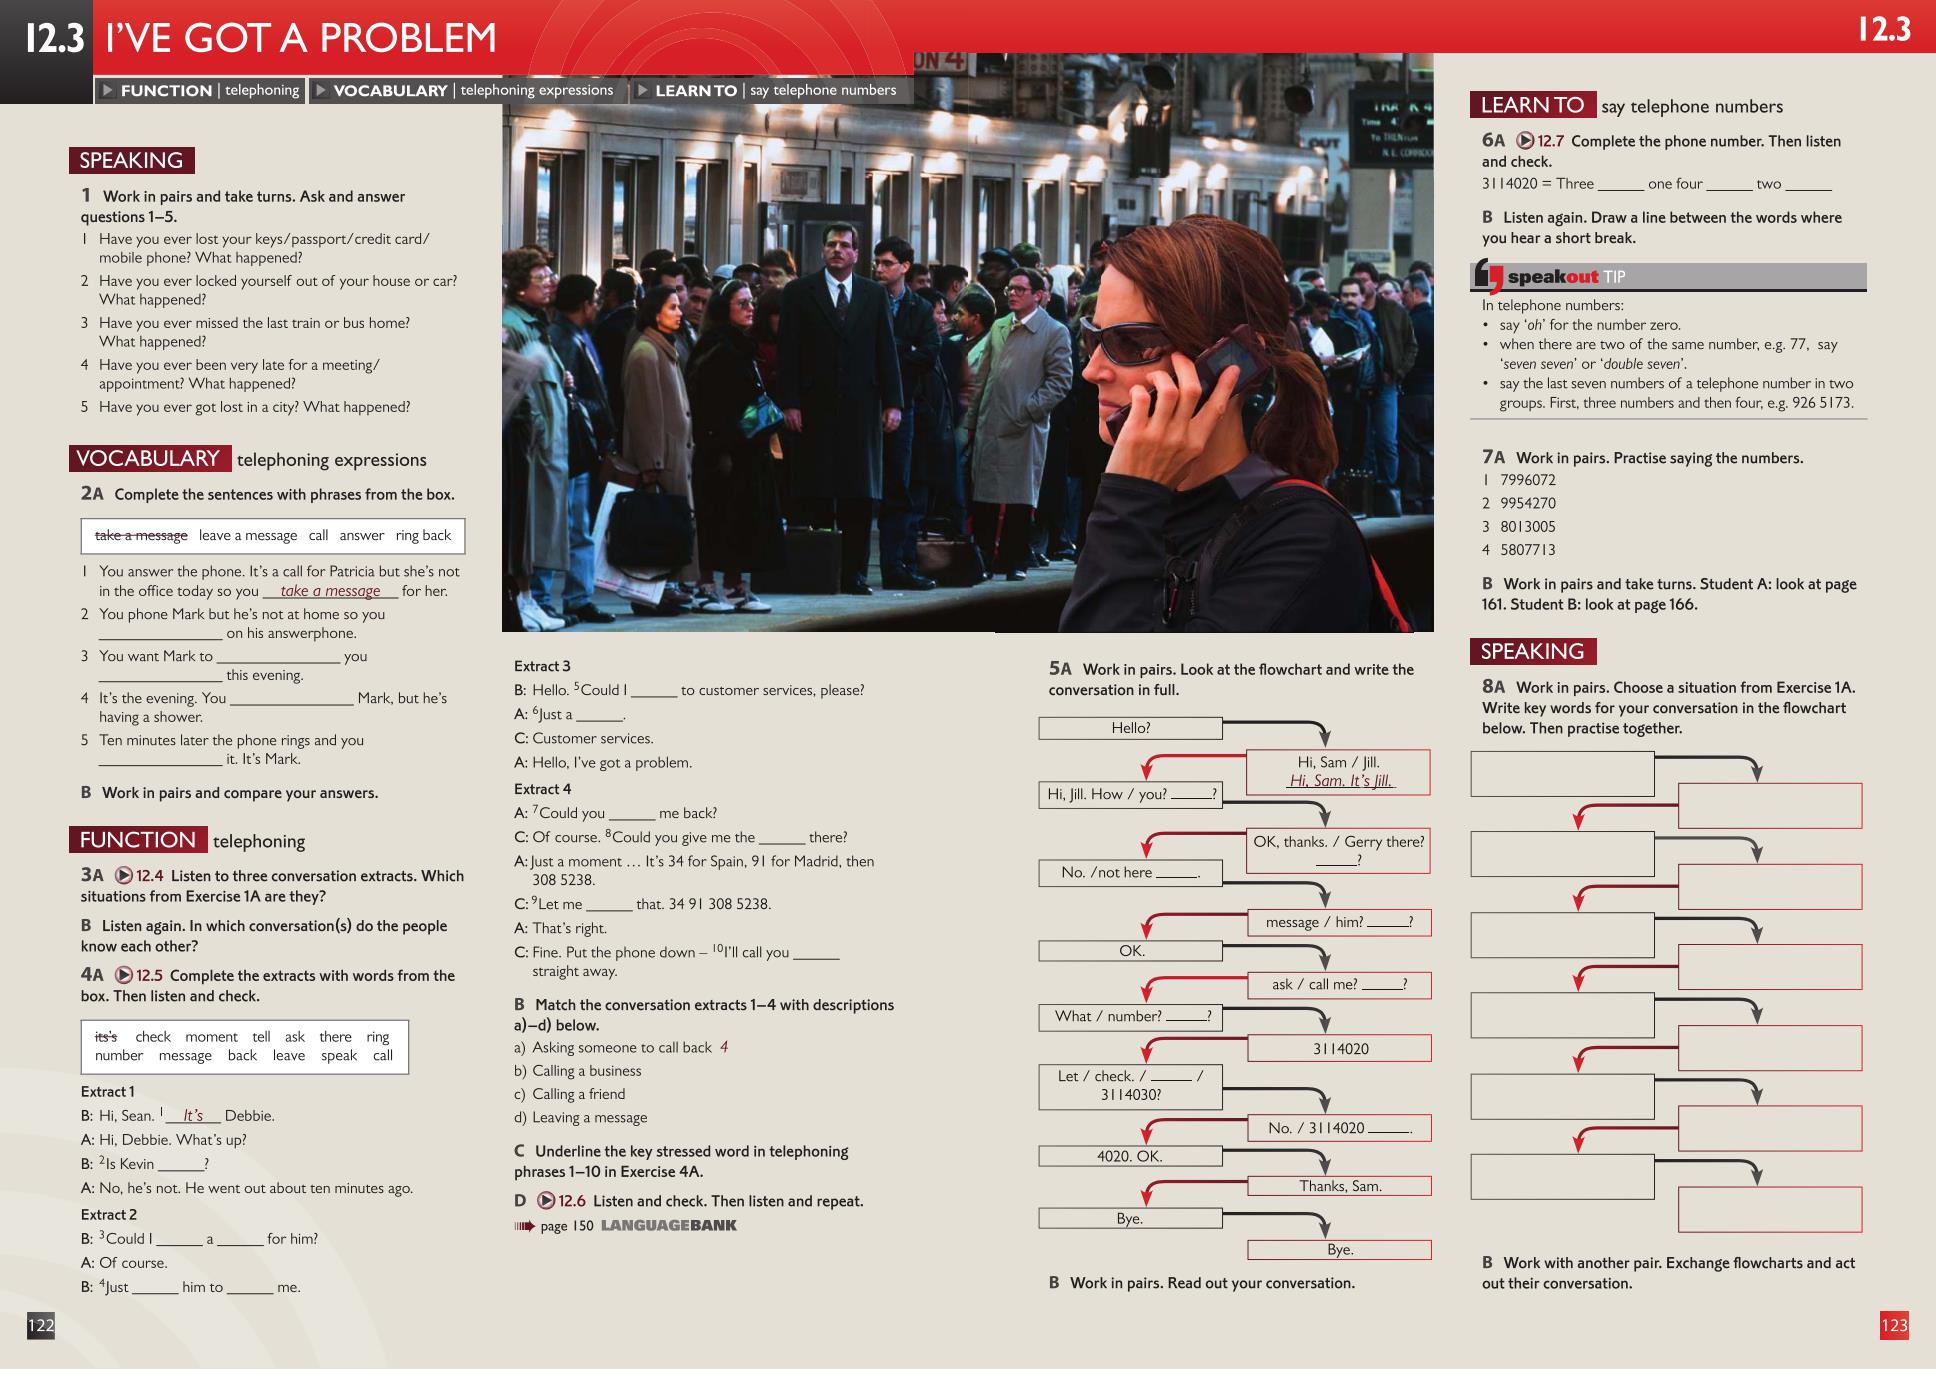 12.3 I'VE GOT A PROBLEM
12.3
FUNCTION | telephoning
VOCABULARY | telephoning expressions
LEARN TO | say telephone numbers
SPEAKING
1 Work in pairs and take turns. Ask and answer
questions 1–5.
1 Have you ever lost your keys/passport/credit card/
mobile phone? What happened?
2 Have you ever locked yourself out of your house or car?
What happened?
3 Have you ever missed the last train or bus home?
What happened?
4 Have you ever been very late for a meeting/
appointment? What happened?
5 Have you ever got lost in a city? What happened?
VOCABULARY telephoning expressions
2A Complete the sentences with phrases from the box.
take a message leave a message call answer ring back
1 You answer the phone. It's a call for Patricia but she's not
in the office today so you take a message for her.
2 You phone Mark but he's not at home so you
_______________ on his answerphone.
3 You want Mark to _______________ you
_______________ this evening.
4 It's the evening. You _______________ Mark, but he's
having a shower.
5 Ten minutes later the phone rings and you
_______________ it. It's Mark.
B Work in pairs and compare your answers.
FUNCTION telephoning
3A 12.4 Listen to three conversation extracts. Which
situations from Exercise 1A are they?
B Listen again. In which conversation(s) do the people
know each other?
4A 12.5 Complete the extracts with words from the
box. Then listen and check.
its's check moment tell ask there ring
number message back leave speak call
Extract 1
B: Hi, Sean. 1 It's Debbie.
A: Hi, Debbie. What's up?
B: 2Is Kevin ______?
A: No, he's not. He went out about ten minutes ago.
Extract 2
B: 3Could I ______ a ______ for him?
A: Of course.
B: 4Just ______ him to ______ me.
122
ON 4
TRACK 4
Time
TO TRENTON
N.E. CORRIDOR
Extract 3
B: Hello. 5Could I ______ to customer services, please?
A: 6Just a ______.
C: Customer services.
A: Hello, I've got a problem.
Extract 4
A: 7Could you ______ me back?
C: Of course. 8Could you give me the ______ there?
A: Just a moment … It's 34 for Spain, 91 for Madrid, then
308 5238.
C: 9Let me ______ that. 34 91 308 5238.
A: That's right.
C: Fine. Put the phone down – 10I'll call you ______
straight away.
B Match the conversation extracts 1–4 with descriptions
a)–d) below.
a) Asking someone to call back 4
b) Calling a business
c) Calling a friend
d) Leaving a message
C Underline the key stressed word in telephoning
phrases 1–10 in Exercise 4A.
D 12.6 Listen and check. Then listen and repeat.
page 150 LANGUAGEBANK
5A Work in pairs. Look at the flowchart and write the
conversation in full.
Hello?
Hi, Sam / Jill.
Hi, Sam. It's Jill.
Hi, Jill. How / you? ______?
OK, thanks. / Gerry there?
______?
No. /not here ______.
message / him? ______?
OK.
ask / call me? ______?
What / number? ______?
3114020
Let / check. / ______ /
3114030?
No. / 3114020 ______.
4020. OK.
Thanks, Sam.
Bye.
Bye.
B Work in pairs. Read out your conversation.
LEARN TO say telephone numbers
6A 12.7 Complete the phone number. Then listen
and check.
3114020 = Three ______ one four ______ two ______
B Listen again. Draw a line between the words where
you hear a short break.
speakout TIP
In telephone numbers:
• say 'oh' for the number zero.
• when there are two of the same number, e.g. 77, say
'seven seven' or 'double seven'.
• say the last seven numbers of a telephone number in two
groups. First, three numbers and then four, e.g. 926 5173.
7A Work in pairs. Practise saying the numbers.
1 7996072
2 9954270
3 8013005
4 5807713
B Work in pairs and take turns. Student A: look at page
161. Student B: look at page 166.
SPEAKING
8A Work in pairs. Choose a situation from Exercise 1A.
Write key words for your conversation in the flowchart
below. Then practise together.
B Work with another pair. Exchange flowcharts and act
out their conversation.
123